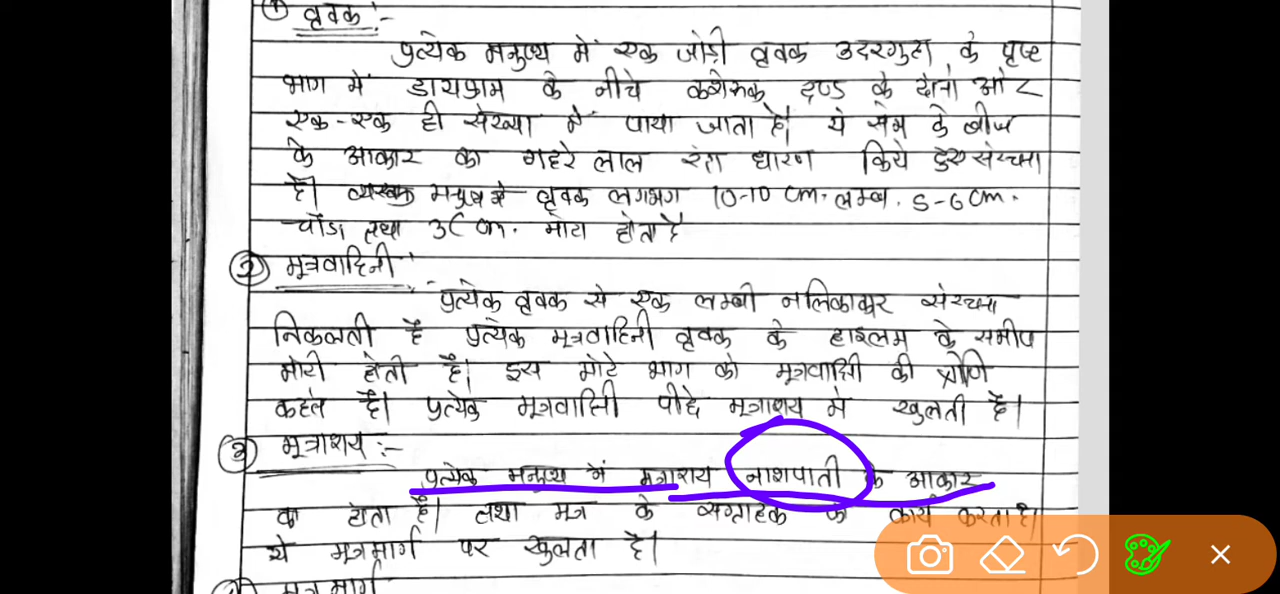 ① वृक्क :-
प्रत्येक मनुष्य में एक जोड़ी वृक्क उदरगुहा के पृष्ठ
भाग में डायफ्राम के नीचे कशेरूक दण्ड के दोनो ओर
एक-एक ही संख्या में पाया जाता है। ये सेम के बीज
के आकार का गहरे लाल रंग धारण किये हुए संरचना
है। व्यस्क मनुष्य में वृक्क लगभग 10-10 cm. लम्बा. 5-6 cm.
चौड़ा तथा 3 cm. मोटा होता है
② मूत्रवाहिनी :-
प्रत्येक वृक्क से एक लम्बी नलिकाकार संरचना
निकलती है प्रत्येक मूत्रवाहिनी वृक्क के हाइलम के समीप
मोटी होती है। इस मोटे भाग को मूत्रवाहिनी की श्रोणि
कहते है। प्रत्येक मूत्रवाहिनी पीछे मूत्राशय में खुलती है।
③ मूत्राशय :-
प्रत्येक मनुष्य में मूत्राशय नाशपाती के आकार
का होता है। तथा मूत्र के संग्राहक का कार्य करता है।
ये मूत्रमार्ग पर खुलता है।
मूत्र मार्ग